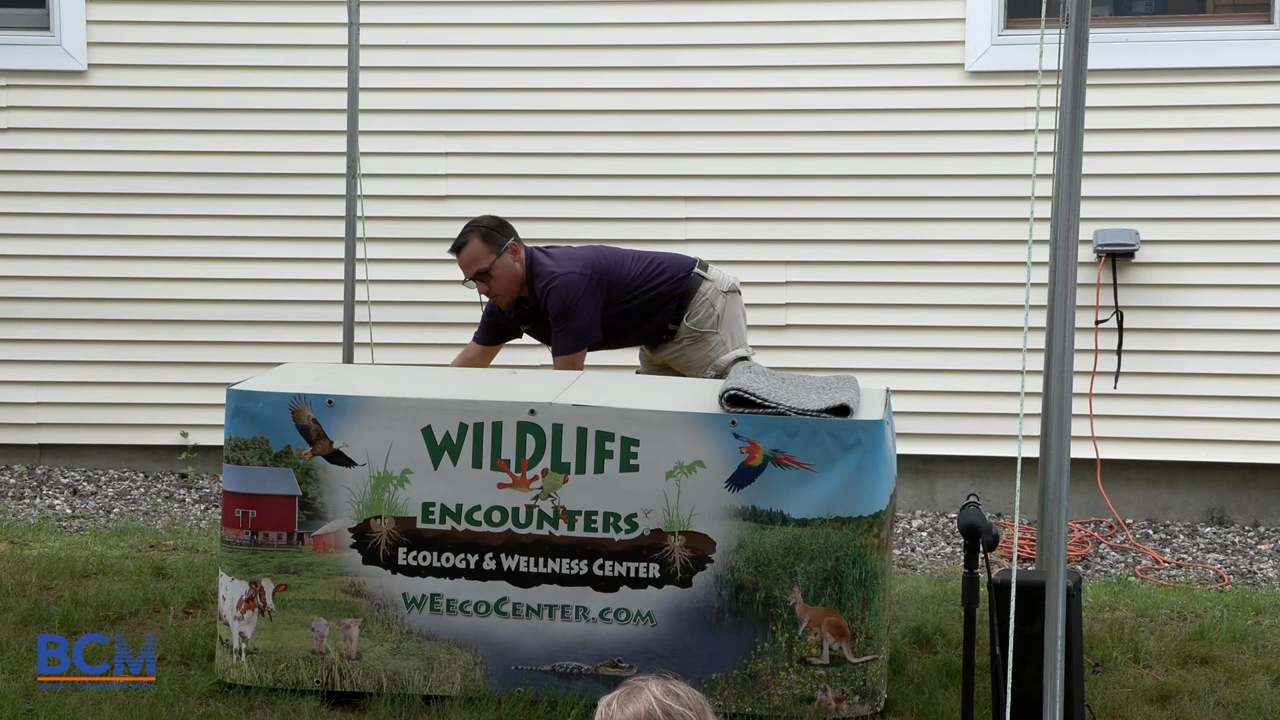 WILDLIFE
ENCOUNTERS
ECOLOGY & WELLNESS CENTER
WEECOCENTER.COM
BCM